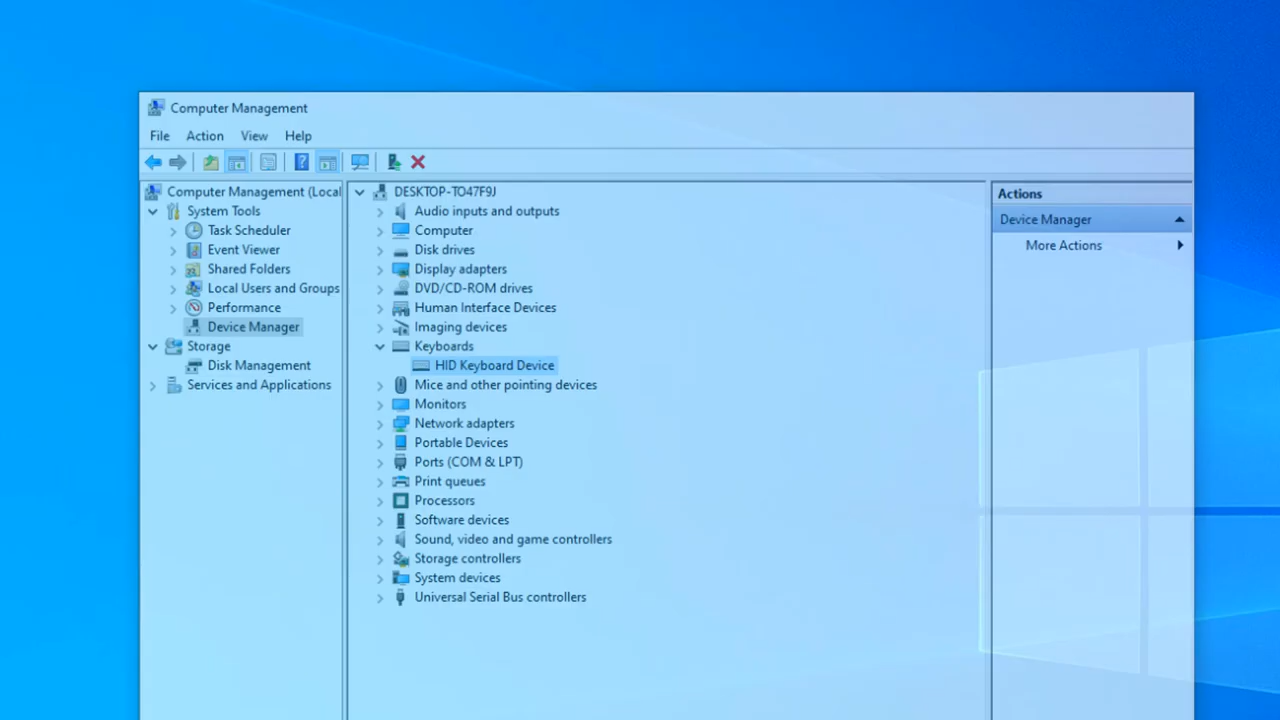 Computer Management
File Action View Help
Computer Management (Local
System Tools
Task Scheduler
Event Viewer
Shared Folders
Local Users and Groups
Performance
Device Manager
Storage
Disk Management
Services and Applications
DESKTOP-TO47F9J
Audio inputs and outputs
Computer
Disk drives
Display adapters
DVD/CD-ROM drives
Human Interface Devices
Imaging devices
Keyboards
HID Keyboard Device
Mice and other pointing devices
Monitors
Network adapters
Portable Devices
Ports (COM & LPT)
Print queues
Processors
Software devices
Sound, video and game controllers
Storage controllers
System devices
Universal Serial Bus controllers
Actions
Device Manager
More Actions